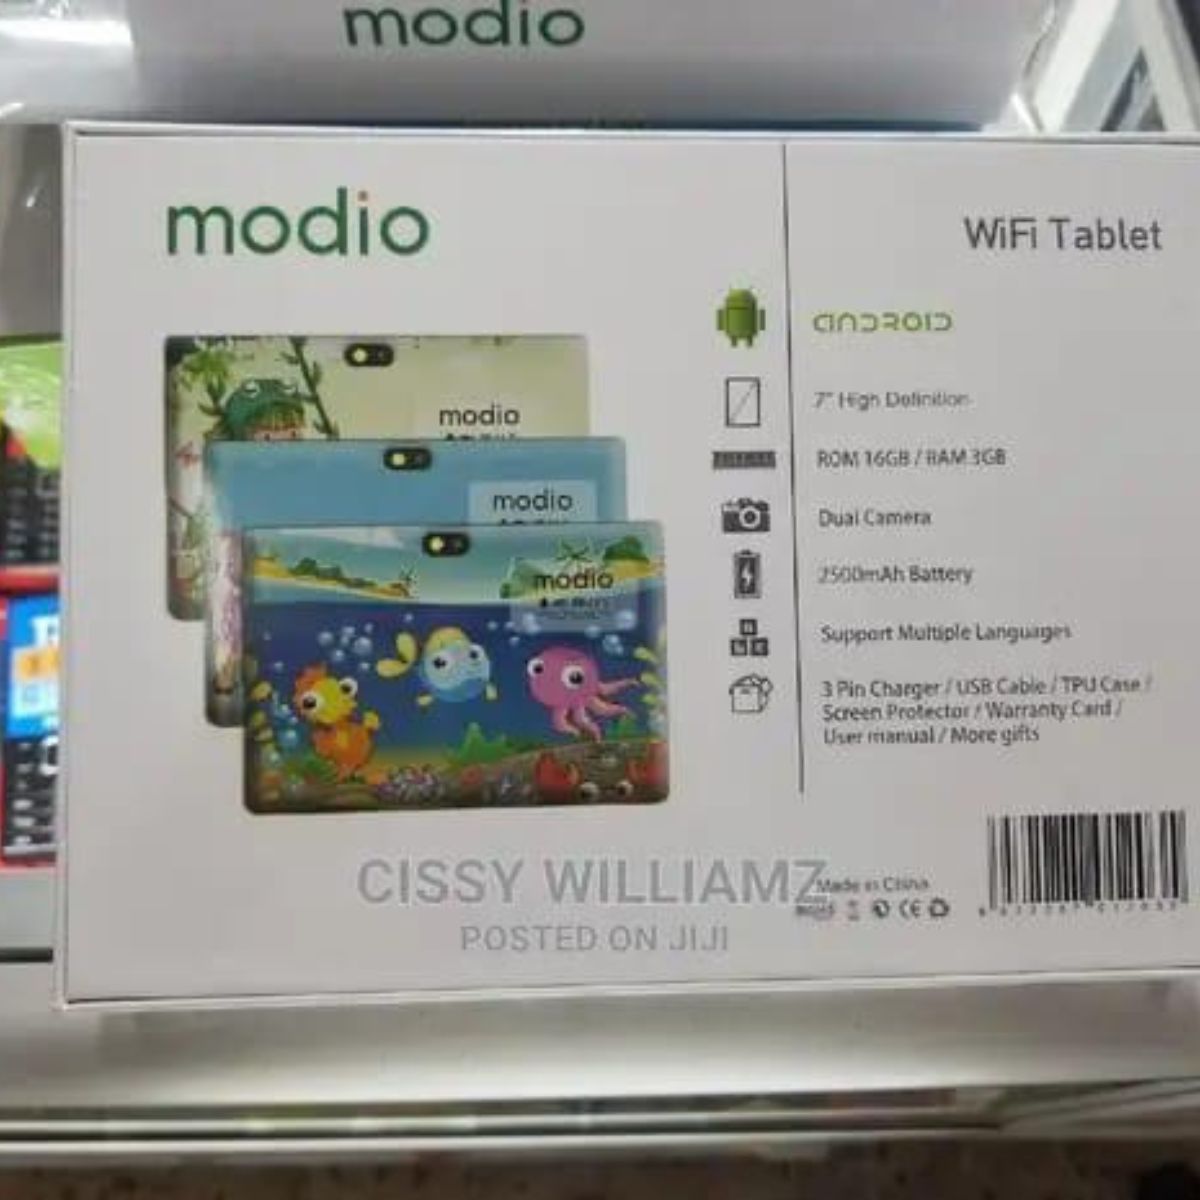 modio
modio
WiFi Tablet
ANDROID
7" High Definition
ROM 16GB / RAM 3GB
Dual Camera
2500mAh Battery
Support Multiple Languages
3 Pin Charger / USB Cable / TPU Case /
Screen Protector / Warranty Card /
User manual / More gifts
modio
modio
modio
CISSY WILLIAMZ
POSTED ON JIJI
Made in China
CE